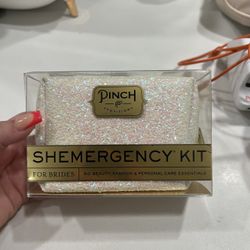 PINCH
PROVISIONS
SHEMERGENCY® KIT
FOR BRIDES
BEAUTY, FASHION & PERSONAL CARE ESSENTIALS